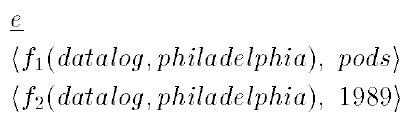 e
⟨f₁(datalog, philadelphia), pods⟩
⟨f₂(datalog, philadelphia), 1989⟩